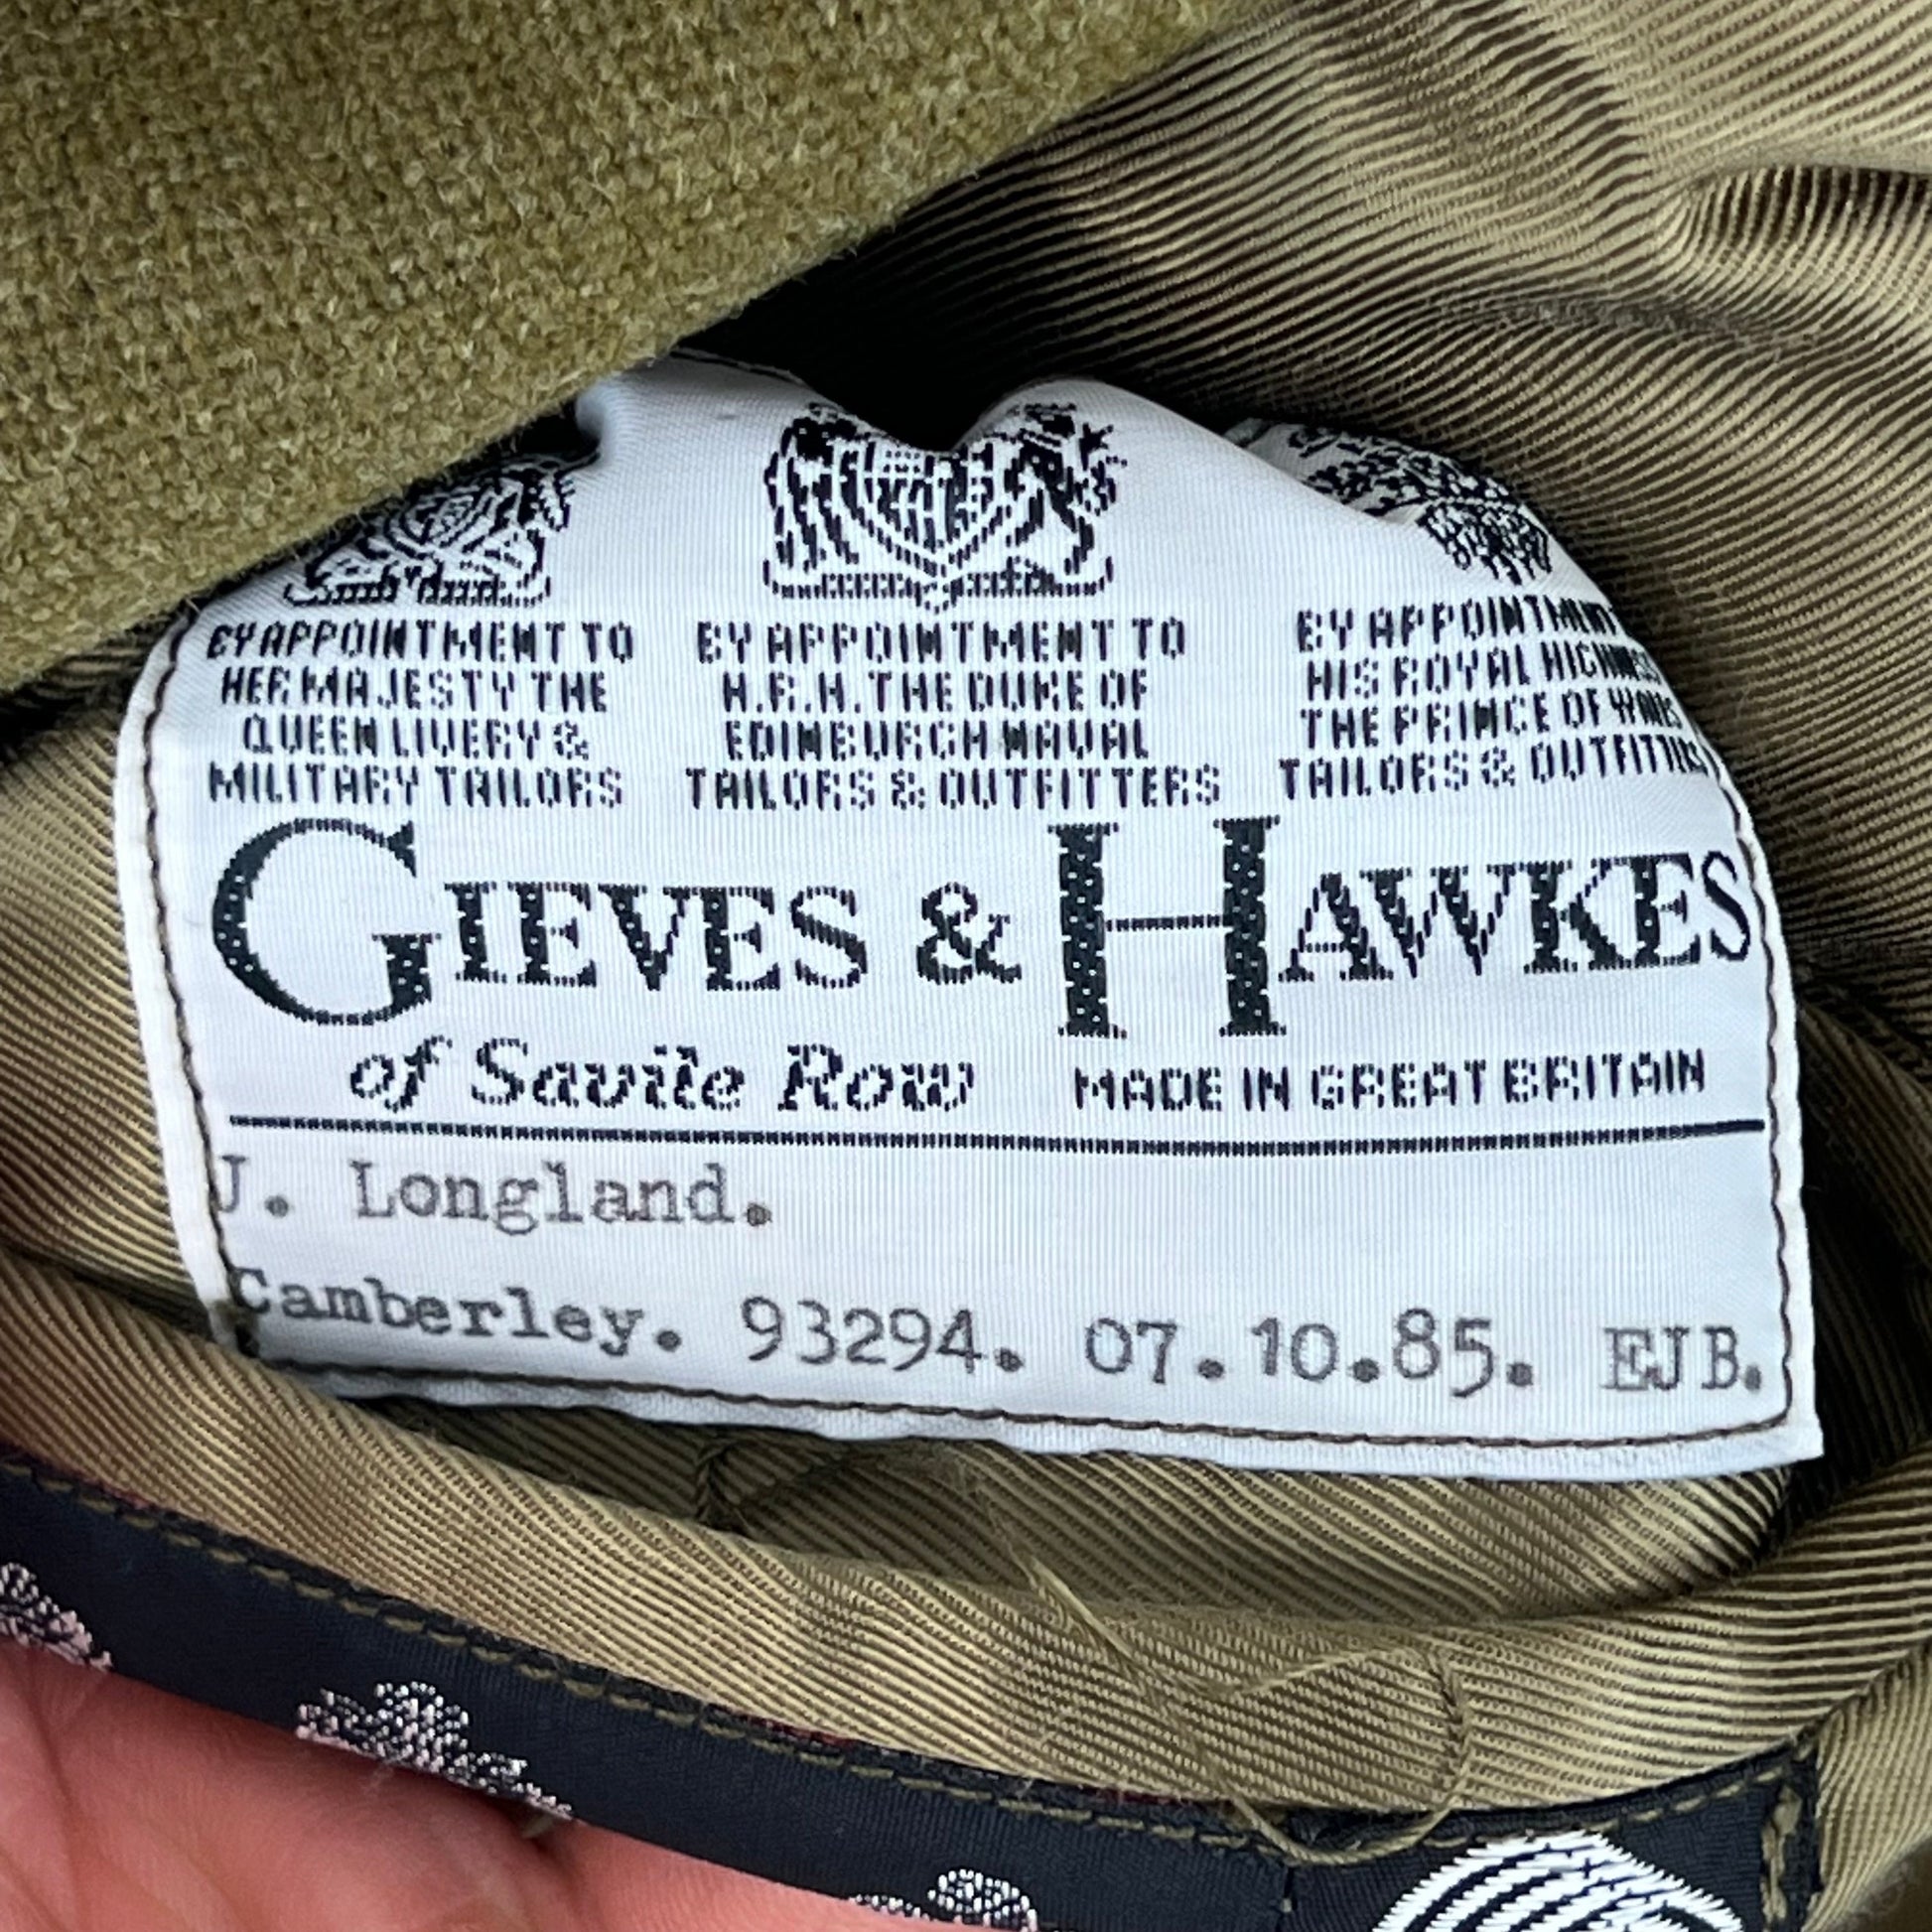 BY APPOINTMENT TO
HER MAJESTY THE
QUEEN LIVERY &
MILITARY TAILORS
BY APPOINTMENT TO
H.R.H. THE DUKE OF
EDINBURGH NAVAL
TAILORS & OUTFITTERS
BY APPOINTMENT
HIS ROYAL HIGHNESS
THE PRINCE OF WALES
TAILORS & OUTFITTERS
GIEVES & HAWKES
of Savile Row MADE IN GREAT BRITAIN
J. Longland.
Camberley. 93294. 07.10.85. EJB.